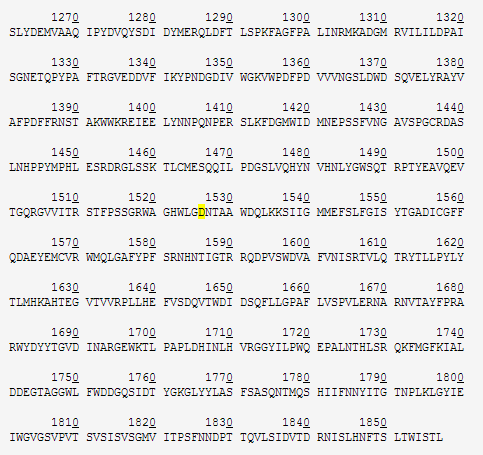 1270 1280 1290 1300 1310 1320
SLYDEMVAAQ IPYDVQYSDI DYMERQLDFT LSPKFAGFPA LINRMKADGM RVILILDPAI
1330 1340 1350 1360 1370 1380
SGNETQPYPA FTRGVEDDVF IKYPNDGDIV WGKVWPDFPD VVVNGSLDWD SQVELYRAYV
1390 1400 1410 1420 1430 1440
AFPDFFRNST AKWWKREIEE LYNNPQNPER SLKFDGMWID MNEPSSFVNG AVSPGCRDAS
1450 1460 1470 1480 1490 1500
LNHPPYMPHL ESRDRGLSSK TLCMESQQIL PDGSLVQHYN VHNLYGWSQT RPTYEAVQEV
1510 1520 1530 1540 1550 1560
TGQRGVVITR STFPSSGRWA GHWLGDNTAA WDQLKKSIIG MMEFSLFGIS YTGADICGFF
1570 1580 1590 1600 1610 1620
QDAEYEMCVR WMQLGAFYPF SRNHNTIGTR RQDPVSWDVA FVNISRTVLQ TRYTLLPYLY
1630 1640 1650 1660 1670 1680
TLMHKAHTEG VTVVRPLLHE FVSDQVTWDI DSQFLLGPAF LVSPVLERNA RNVTAYFPRA
1690 1700 1710 1720 1730 1740
RWYDYYTGVD INARGEWKTL PAPLDHINLH VRGGYILPWQ EPALNTHLSR QKFMGFKIAL
1750 1760 1770 1780 1790 1800
DDEGTAGGWL FWDDGQSIDT YGKGLYYLAS FSASQNTMQS HIIFNNYITG TNPLKLGYIE
1810 1820 1830 1840 1850
IWGVGSVPVT SVSISVSGMV ITPSFNNDPT TQVLSIDVTD RNISLHNFTS LTWISTL